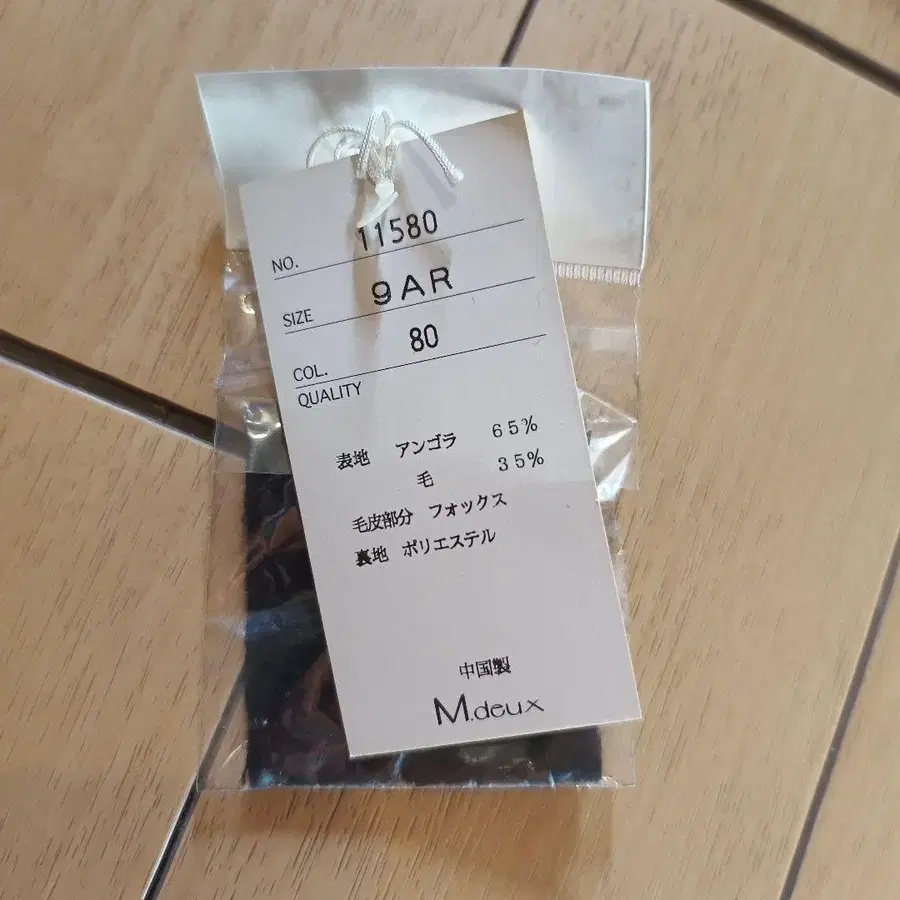 NO. 11580
SIZE 9AR
COL. 80
QUALITY
表地 アンゴラ 65%
毛 35%
毛皮部分 フォックス
裏地 ポリエステル
中国製
M.deux